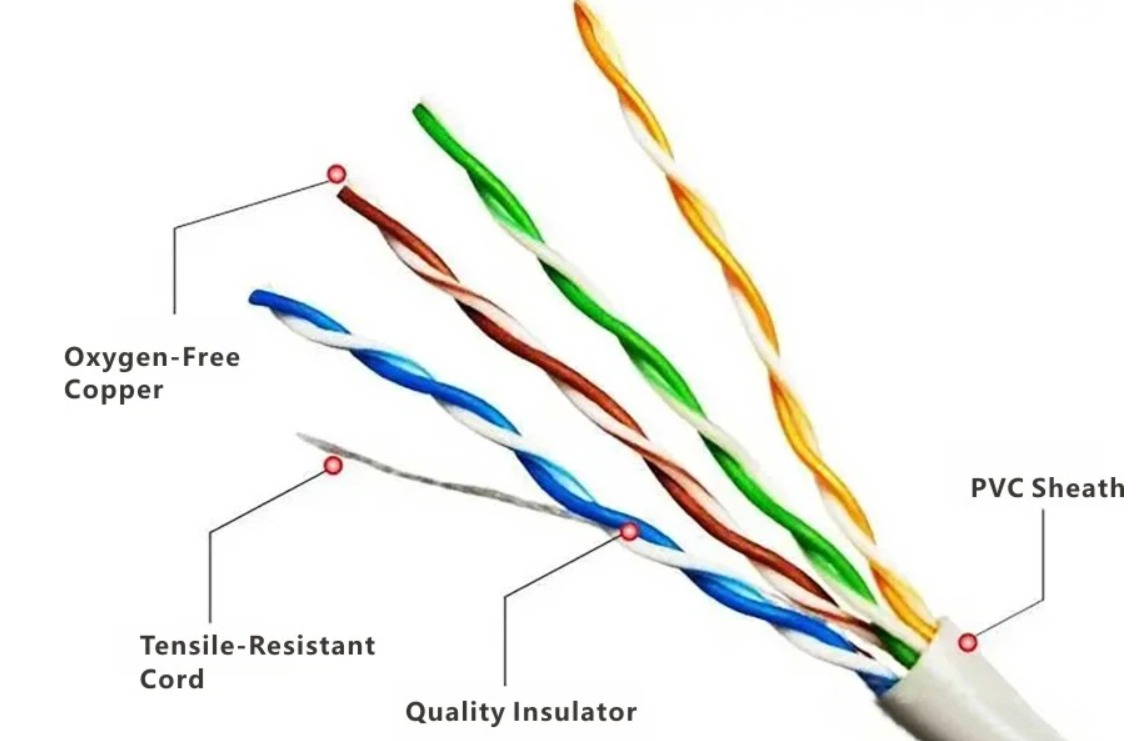 Oxygen-Free
Copper
PVC Sheath
Tensile-Resistant
Cord
Quality Insulator